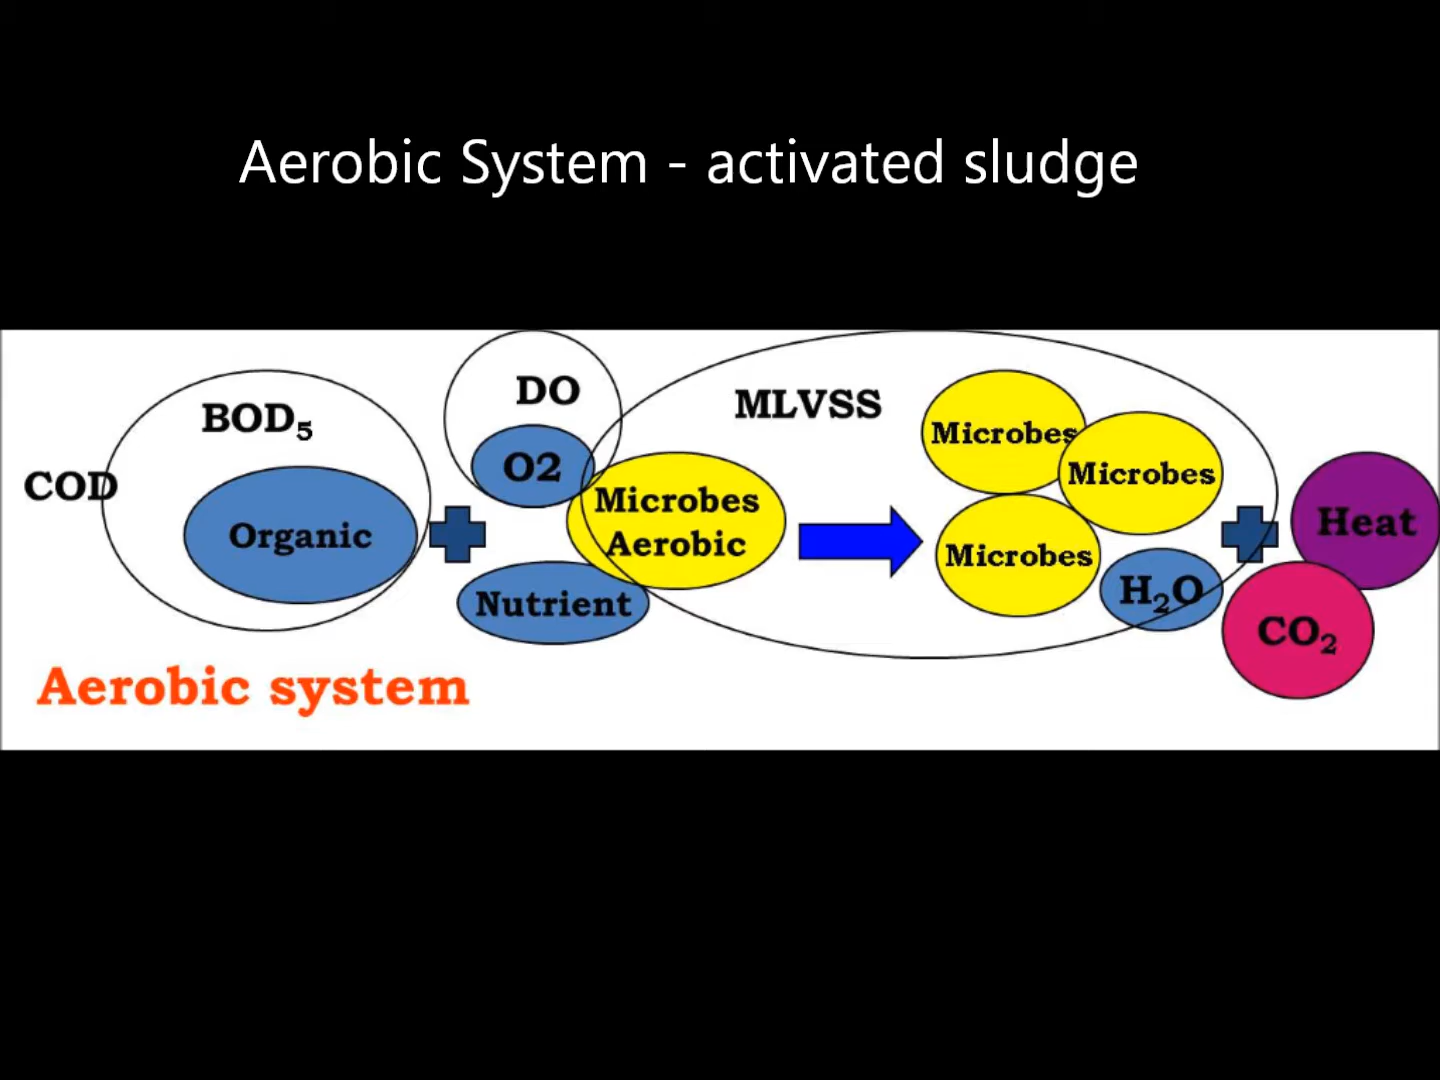 Aerobic System - activated sludge
COD
BOD₅
Organic
DO
O2
Microbes
Aerobic
Nutrient
MLVSS
Microbes
Microbes
Microbes
H₂O
Heat
CO₂
Aerobic system